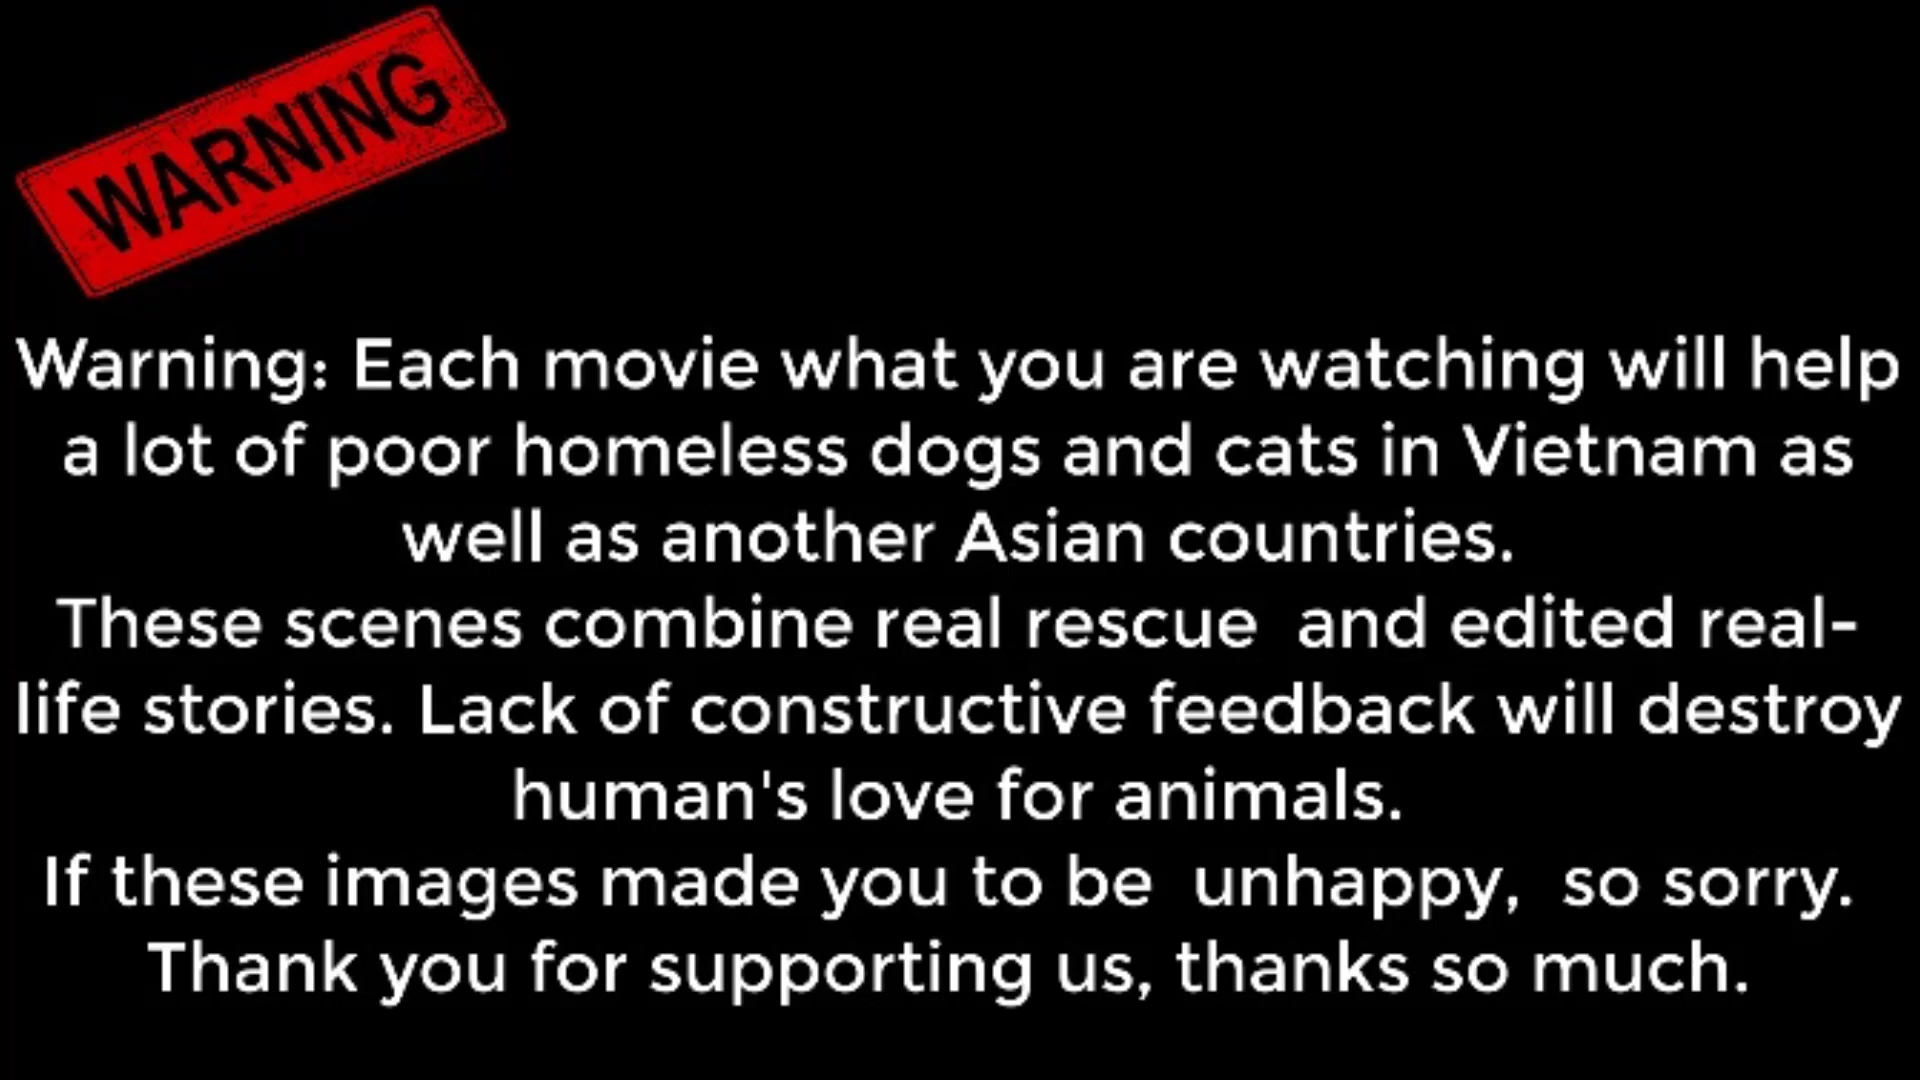 WARNING
Warning: Each movie what you are watching will help
a lot of poor homeless dogs and cats in Vietnam as
well as another Asian countries.
These scenes combine real rescue  and edited real-
life stories. Lack of constructive feedback will destroy
human's love for animals.
If these images made you to be  unhappy,  so sorry.
Thank you for supporting us, thanks so much.